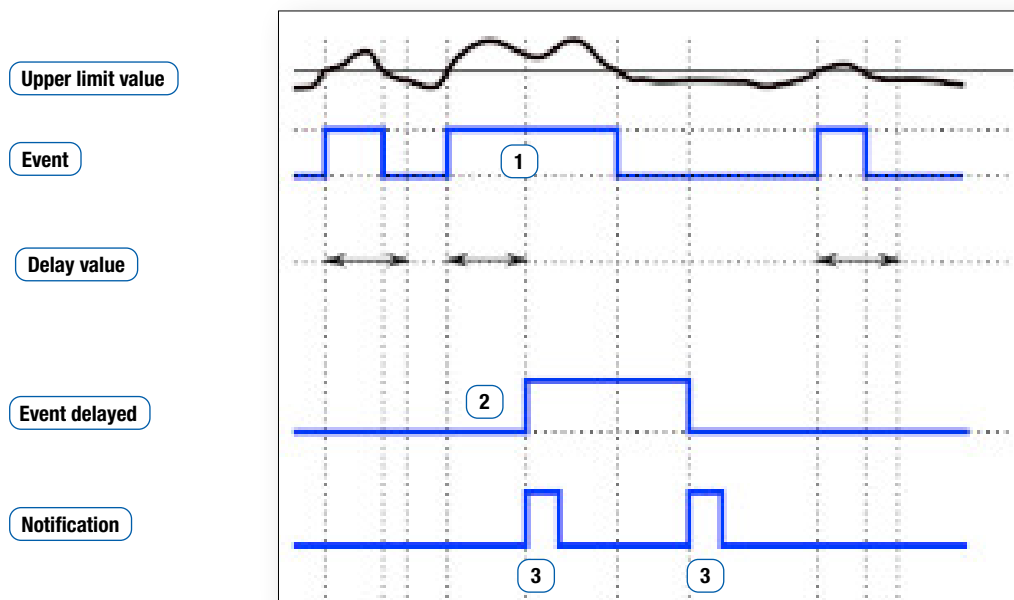 Upper limit value
Event
1
Delay value
2
Event delayed
Notification
3 3